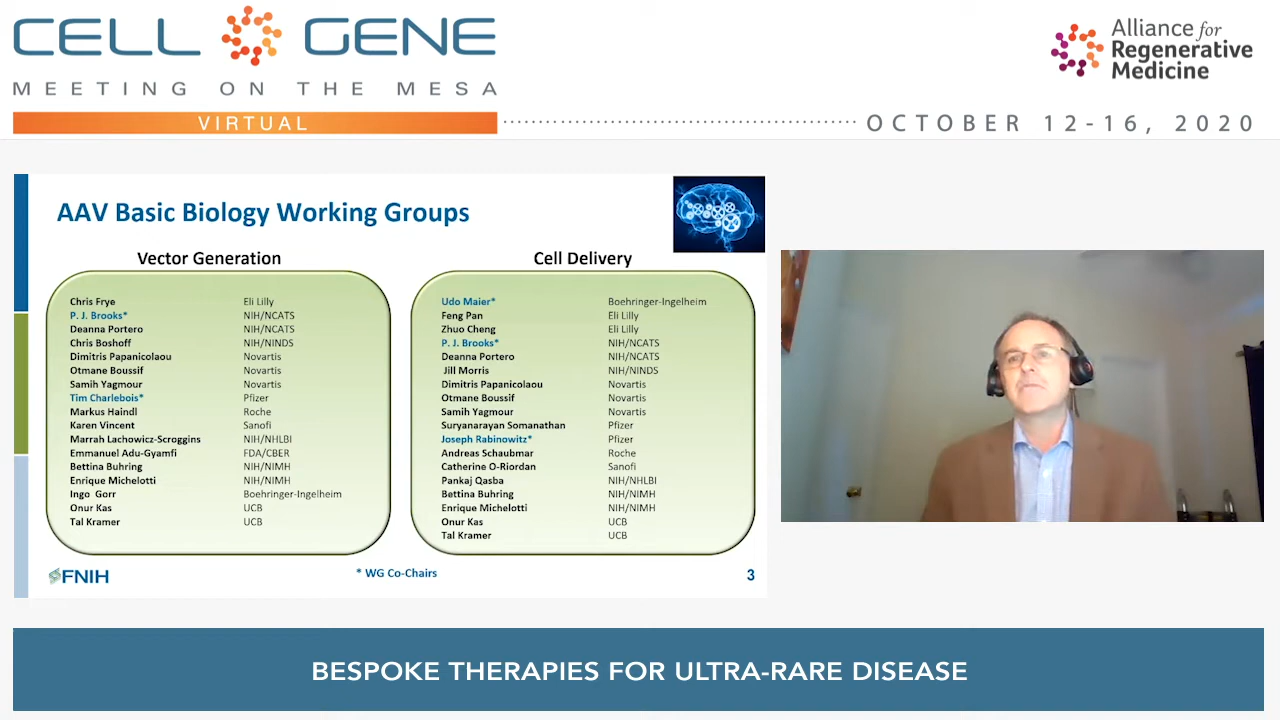 CELL GENE
MEETING ON THE MESA
VIRTUAL
Alliance for
Regenerative
Medicine
OCTOBER 12-16, 2020
AAV Basic Biology Working Groups
Vector Generation
Chris Frye Eli Lilly
P. J. Brooks* NIH/NCATS
Deanna Portero NIH/NCATS
Chris Boshoff NIH/NINDS
Dimitris Papanicolaou Novartis
Otmane Boussif Novartis
Samih Yagmour Novartis
Tim Charlebois* Pfizer
Markus Haindl Roche
Karen Vincent Sanofi
Marrah Lachowicz-Scroggins NIH/NHLBI
Emmanuel Adu-Gyamfi FDA/CBER
Bettina Buhring NIH/NIMH
Enrique Michelotti NIH/NIMH
Ingo Gorr Boehringer-Ingelheim
Onur Kas UCB
Tal Kramer UCB
Cell Delivery
Udo Maier* Boehringer-Ingelheim
Feng Pan Eli Lilly
Zhuo Cheng Eli Lilly
P. J. Brooks* NIH/NCATS
Deanna Portero NIH/NCATS
Jill Morris NIH/NINDS
Dimitris Papanicolaou Novartis
Otmane Boussif Novartis
Samih Yagmour Novartis
Suryanarayan Somanathan Pfizer
Joseph Rabinowitz* Pfizer
Andreas Schaubmar Roche
Catherine O-Riordan Sanofi
Pankaj Qasba NIH/NHLBI
Bettina Buhring NIH/NIMH
Enrique Michelotti NIH/NIMH
Onur Kas UCB
Tal Kramer UCB
FNIH
* WG Co-Chairs
3
BESPOKE THERAPIES FOR ULTRA-RARE DISEASE